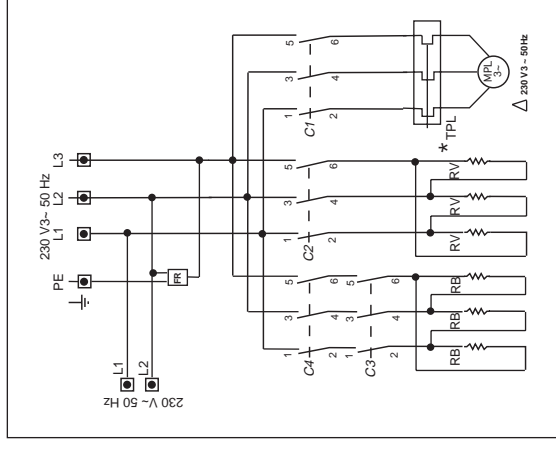 230 V3~ 50 Hz
PE L1 L2 L3
FR
L1
L2
230 V~ 50 Hz
1 2
3 4
5 6
C1
* TPL
MPL
3~
△ 230 V3 ~ 50Hz
1 2
3 4
5 6
C2
RV
RV
RV
1 2
3 4
5 6
C4
1 2
3 4
5 6
C3
RB
RB
RB